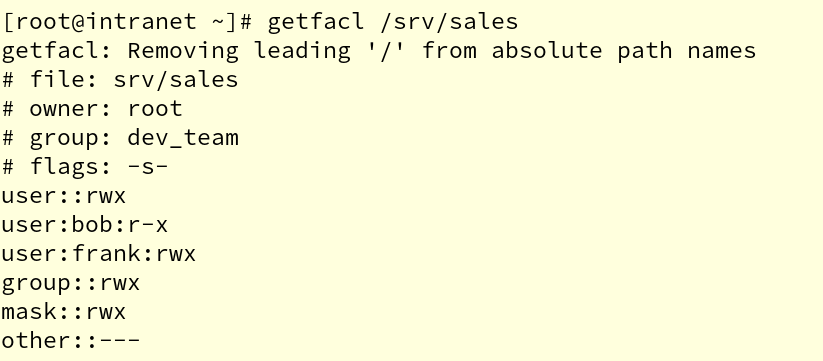 [root@intranet ~]# getfacl /srv/sales
getfacl: Removing leading '/' from absolute path names
# file: srv/sales
# owner: root
# group: dev_team
# flags: -s-
user::rwx
user:bob:r-x
user:frank:rwx
group::rwx
mask::rwx
other::---